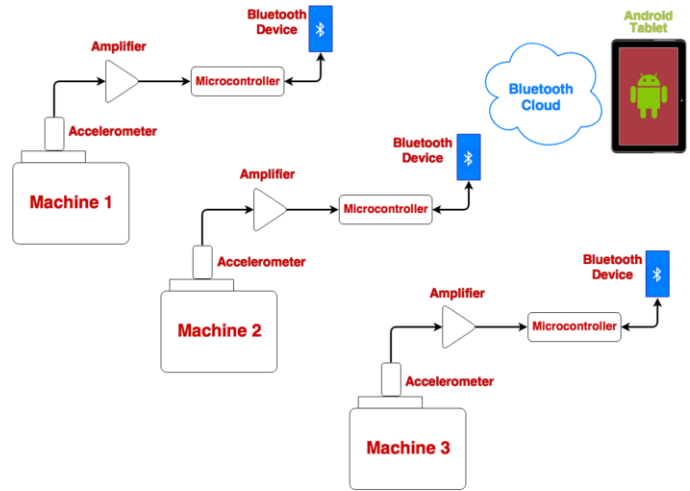 Bluetooth
Device
Amplifier
Microcontroller
Accelerometer
Machine 1
Android
Tablet
Bluetooth
Cloud
Bluetooth
Device
Amplifier
Microcontroller
Accelerometer
Machine 2
Bluetooth
Device
Amplifier
Microcontroller
Accelerometer
Machine 3